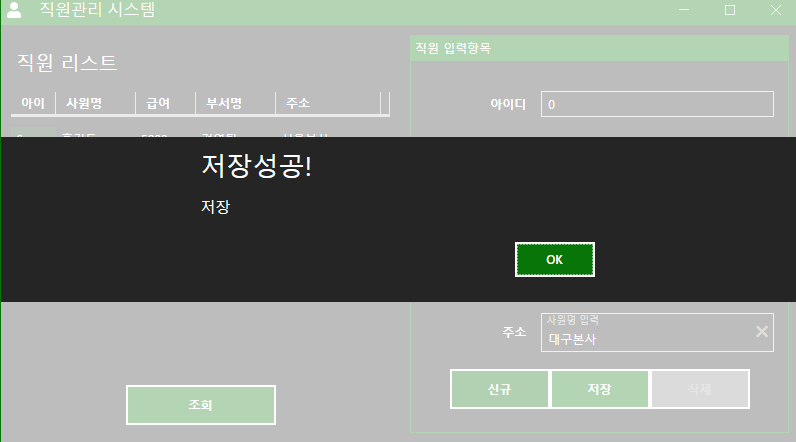 직원관리 시스템
직원 리스트
아이 사원명 급여 부서명 주소
직원 입력항목
아이디 0
저장성공!
저장
OK
주소
사원명 입력
대구본사
조회
신규 저장 삭제